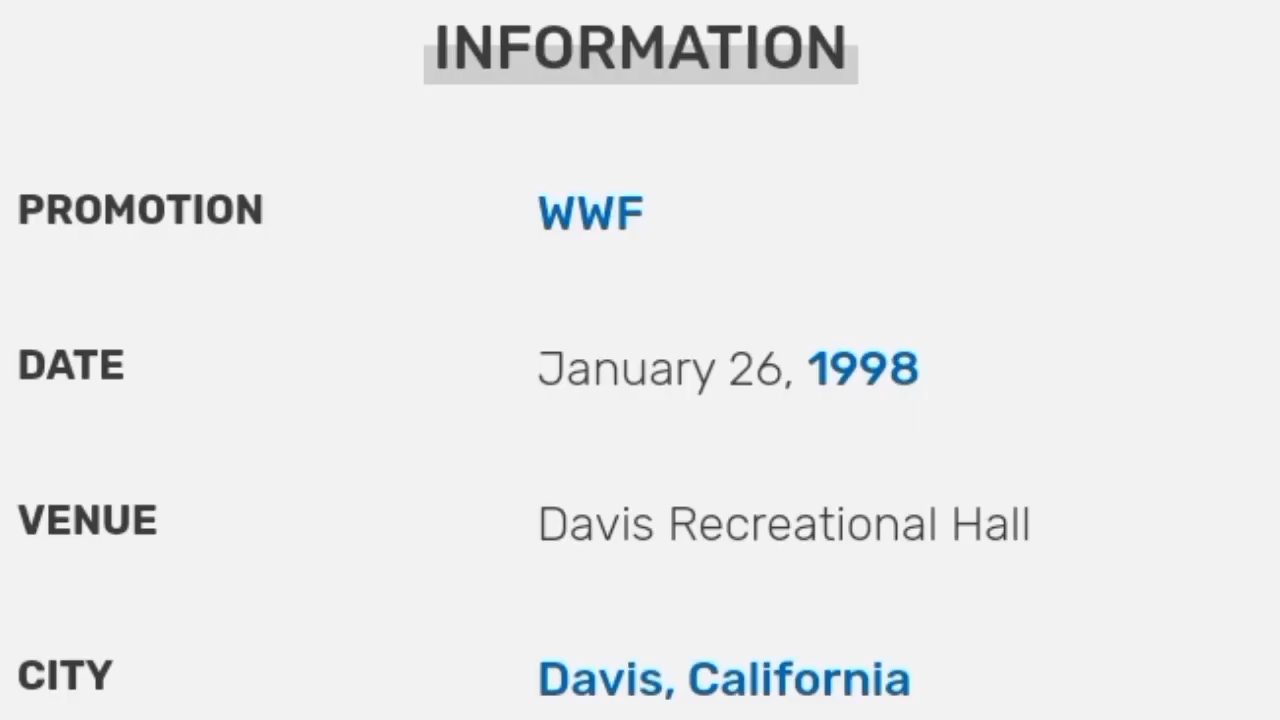 INFORMATION
PROMOTION WWF
DATE January 26, 1998
VENUE Davis Recreational Hall
CITY Davis, California